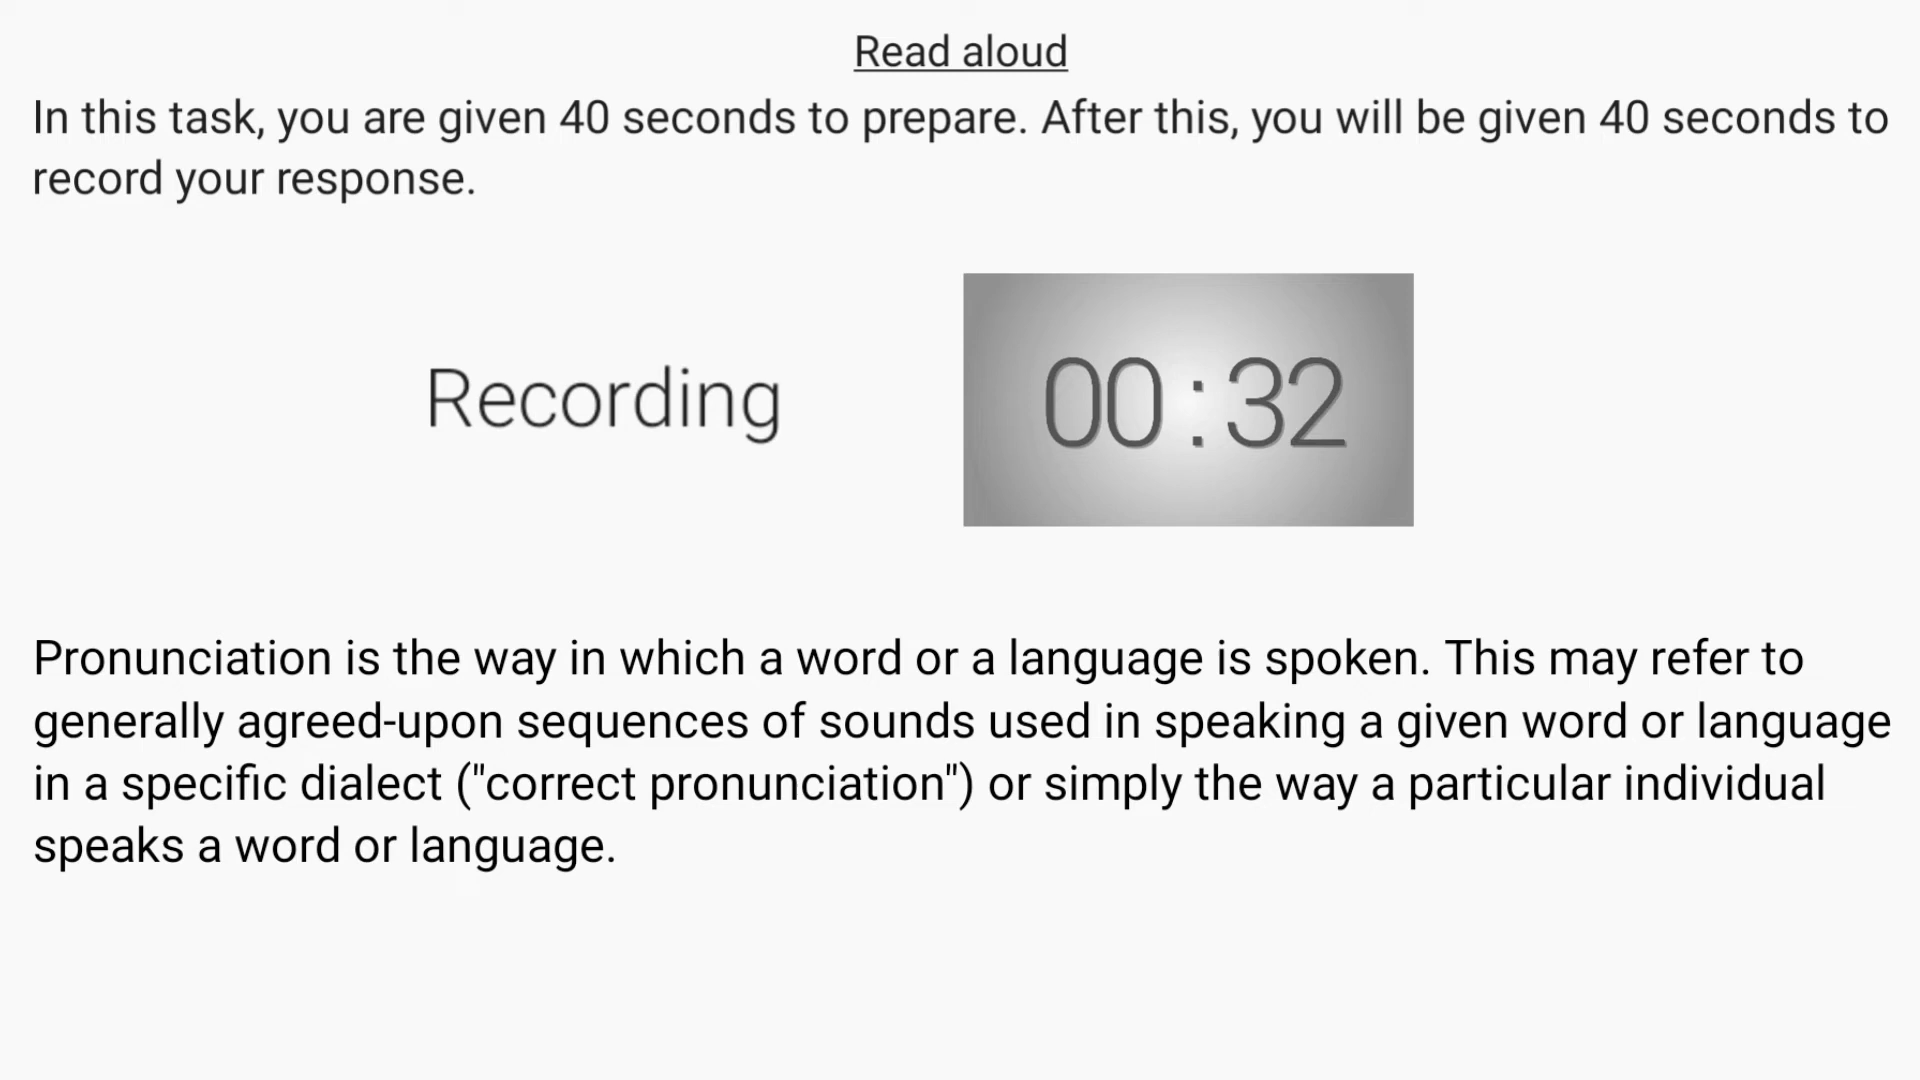 Read aloud
In this task, you are given 40 seconds to prepare. After this, you will be given 40 seconds to
record your response.
Recording
00:32
Pronunciation is the way in which a word or a language is spoken. This may refer to
generally agreed-upon sequences of sounds used in speaking a given word or language
in a specific dialect ("correct pronunciation") or simply the way a particular individual
speaks a word or language.